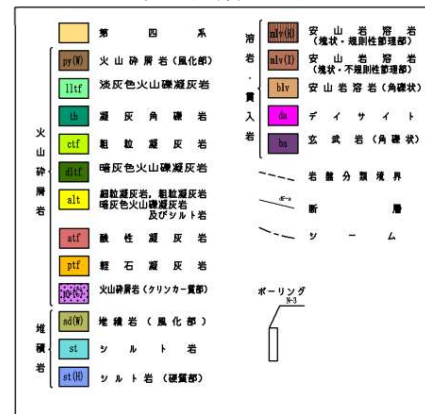 第四系
火山砕屑岩
py(W) 火山砕屑岩(風化部)
lltf 淡灰色火山礫凝灰岩
tb 凝灰角礫岩
ctf 粗粒凝灰岩
dltf 暗灰色火山礫凝灰岩
alt 細粒凝灰岩,粗粒凝灰岩
暗灰色火山礫凝灰岩
及びシルト岩
atf 酸性凝灰岩
ptf 軽石凝灰岩
火山砕屑岩(クリンカー質部)
堆積岩
sd(W) 堆積岩(風化部)
st シルト岩
st(H) シルト岩(硬質部)
溶岩・貫入岩
mlv(R) 安山岩溶岩
(塊状・規則性節理部)
mlv(I) 安山岩溶岩
(塊状・不規則性節理部)
blv 安山岩溶岩(角礫状)
da デイサイト
ba 玄武岩(角礫状)
岩盤分類境界
dF-a 断層
シーム
ボーリング
N-3